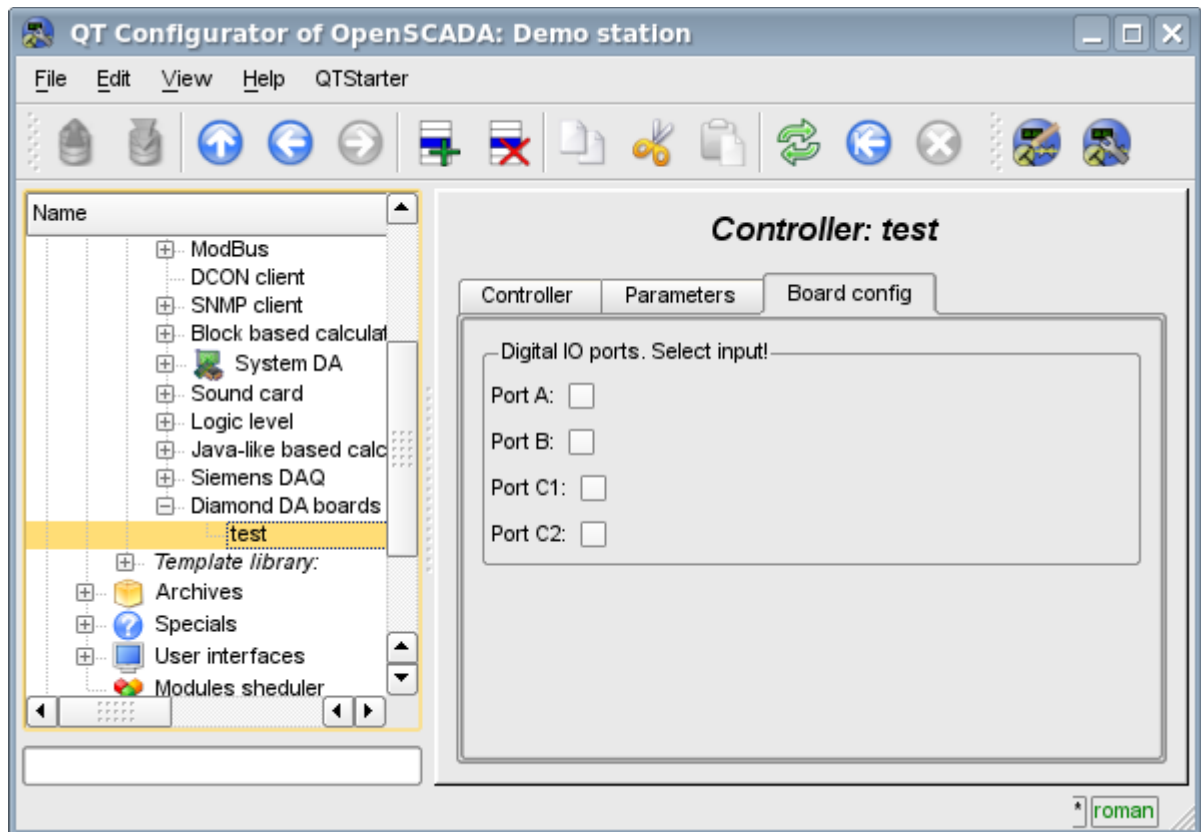 QT Configurator of OpenSCADA: Demo station
File Edit View Help QTStarter
Name
ModBus
DCON client
SNMP client
Block based calculat
System DA
Sound card
Logic level
Java-like based calc
Siemens DAQ
Diamond DA boards
test
Template library:
Archives
Specials
User interfaces
Modules sheduler
Controller: test
Controller Parameters Board config
Digital IO ports. Select input!
Port A:
Port B:
Port C1:
Port C2:
* roman